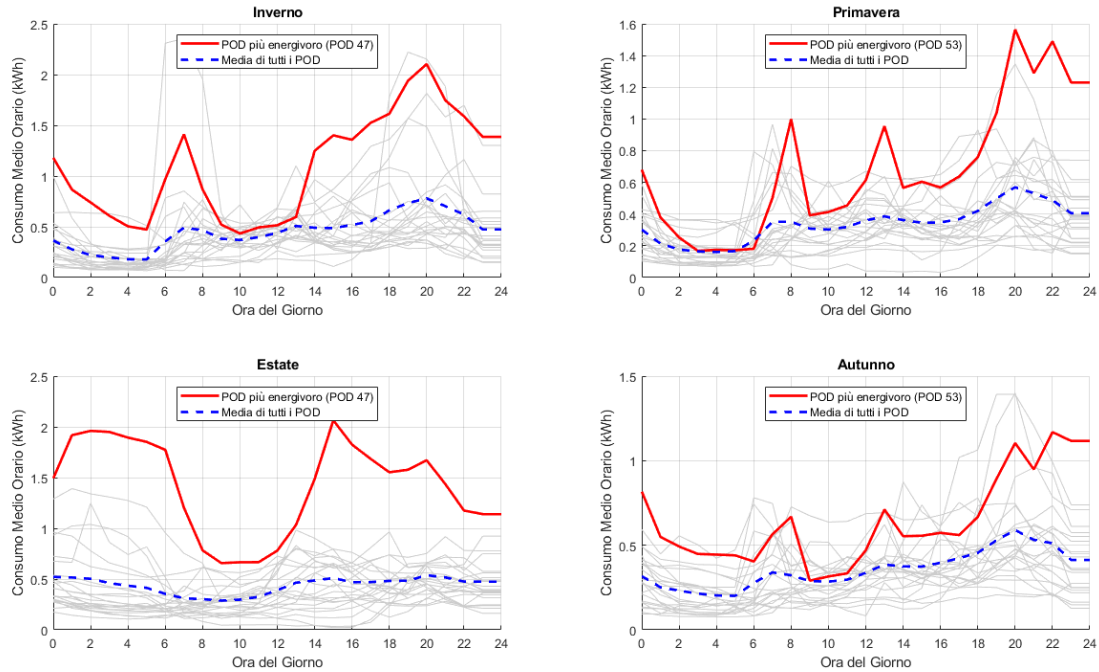 Inverno
Consumo Medio Orario (kWh)
2.5
2
1.5
1
0.5
0
POD più energivoro (POD 47)
Media di tutti i POD
0 2 4 6 8 10 12 14 16 18 20 22 24
Ora del Giorno
Primavera
Consumo Medio Orario (kWh)
1.6
1.4
1.2
1
0.8
0.6
0.4
0.2
0
POD più energivoro (POD 53)
Media di tutti i POD
0 2 4 6 8 10 12 14 16 18 20 22 24
Ora del Giorno
Estate
Consumo Medio Orario (kWh)
2.5
2
1.5
1
0.5
0
POD più energivoro (POD 47)
Media di tutti i POD
0 2 4 6 8 10 12 14 16 18 20 22 24
Ora del Giorno
Autunno
Consumo Medio Orario (kWh)
1.5
1
0.5
0
POD più energivoro (POD 53)
Media di tutti i POD
0 2 4 6 8 10 12 14 16 18 20 22 24
Ora del Giorno